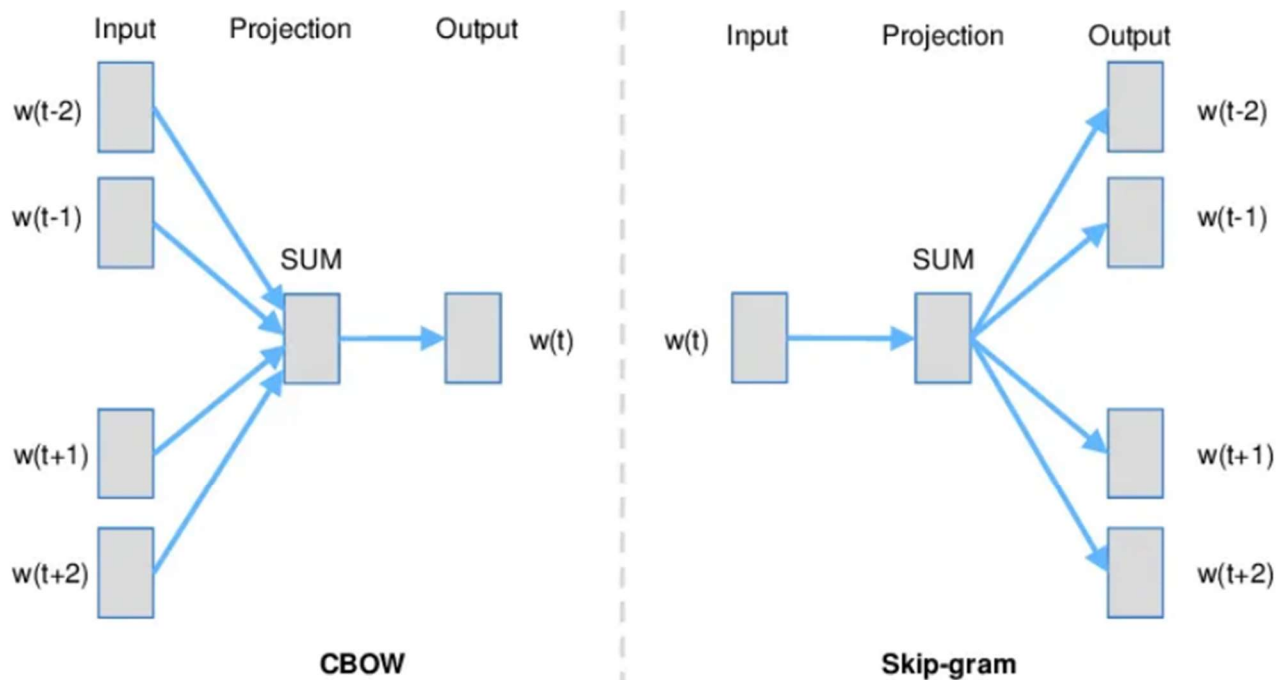 Input Projection Output
w(t-2)
w(t-1)
SUM
w(t)
w(t+1)
w(t+2)
CBOW
Input Projection Output
w(t-2)
w(t-1)
SUM
w(t)
w(t+1)
w(t+2)
Skip-gram